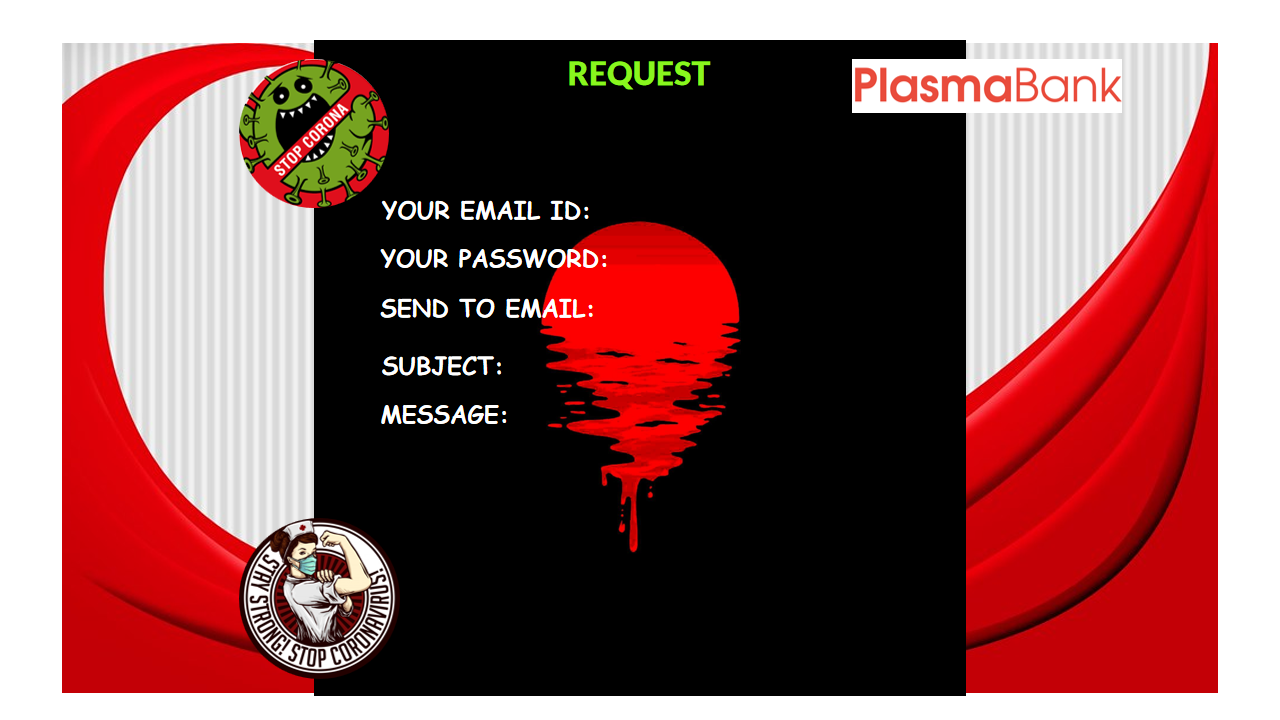 REQUEST
PlasmaBank
STOP CORONA
YOUR EMAIL ID:
YOUR PASSWORD:
SEND TO EMAIL:
SUBJECT:
MESSAGE:
STAY STRONG! STOP CORONAVIRUS!